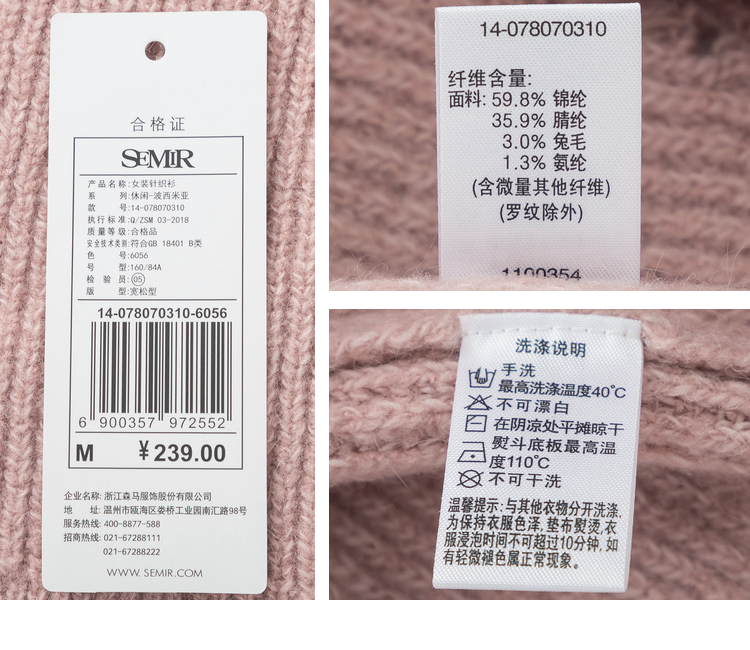 合格证
SEMIR
产品名称:女装针织衫
系 列:休闲-波西米亚
款 号:14-078070310
执行标准:Q/ZSM 03-2018
质量等级:合格品
安全技术类别:符合GB 18401 B类
色 号:6056
号 型:160/84A
检 验 员:05
版 型:宽松型
14-078070310-6056
6 900357 972552
M ¥239.00
企业名称: 浙江森马服饰股份有限公司
地 址: 温州市瓯海区娄桥工业园南汇路98号
服务热线: 400-8877-588
招商热线: 021-67288111
021-67288222
WWW. SEMIR.COM
14-078070310
纤维含量:
面料: 59.8% 锦纶
35.9% 腈纶
3.0% 兔毛
1.3% 氨纶
(含微量其他纤维)
(罗纹除外)
1100354
洗涤说明
手洗
最高洗涤温度40℃
不可漂白
在阴凉处平摊晾干
熨斗底板最高温
度110℃
不可干洗
温馨提示:与其他衣物分开洗涤,
为保持衣服色泽,垫布熨烫,衣
服浸泡时间不可超过10分钟,如
有轻微褪色属正常现象。